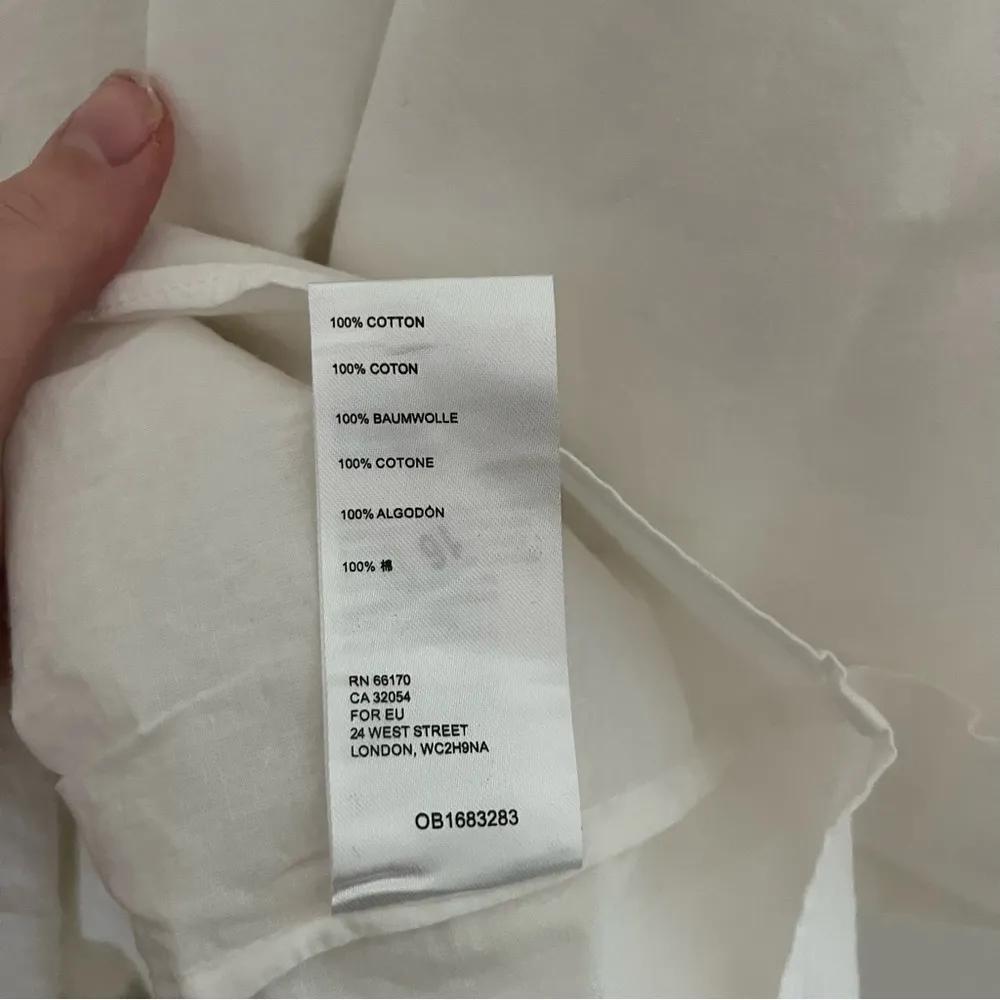 100% COTTON
100% COTON
100% BAUMWOLLE
100% COTONE
100% ALGODÓN
100% 棉
RN 66170
CA 32054
FOR EU
24 WEST STREET
LONDON, WC2H9NA
OB1683283